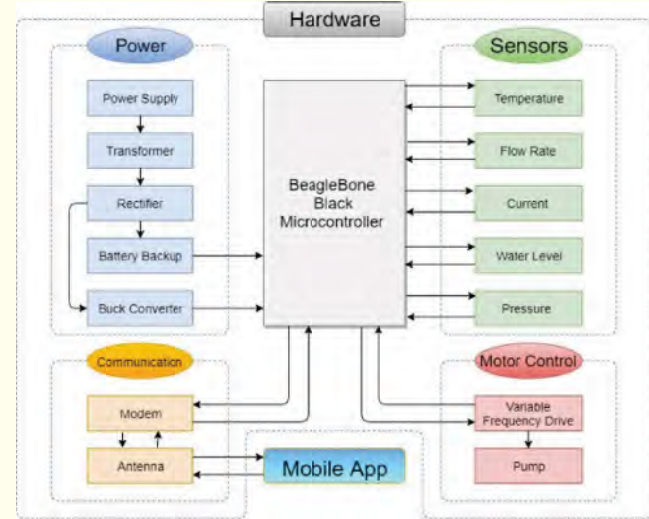 Hardware
Power
Power Supply
Transformer
Rectifier
Battery Backup
Buck Converter
BeagleBone
Black
Microcontroller
Sensors
Temperature
Flow Rate
Current
Water Level
Pressure
Communication
Modem
Antenna
Mobile App
Motor Control
Variable
Frequency Drive
Pump